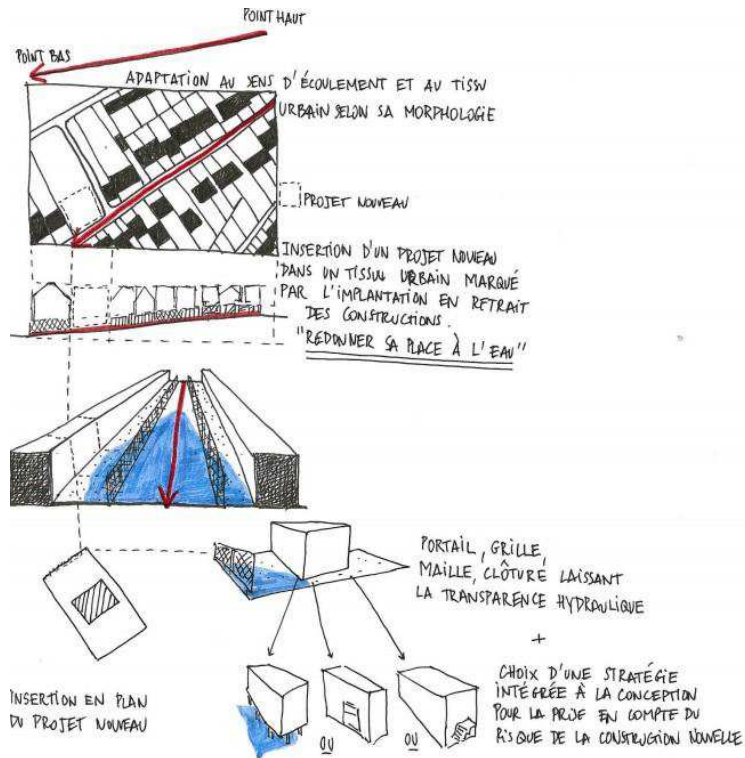 POINT HAUT
POINT BAS
ADAPTATION AU SENS D'ÉCOULEMENT ET AU TISSU
URBAIN SELON SA MORPHOLOGIE
PROJET NOUVEAU
INSERTION D'UN PROJET NOUVEAU
DANS UN TISSU URBAIN MARQUÉ
PAR L'IMPLANTATION EN RETRAIT
DES CONSTRUCTIONS.
"REDONNER SA PLACE À L'EAU"
PORTAIL, GRILLE,
MAILLE, CLÔTURE LAISSANT
LA TRANSPARENCE HYDRAULIQUE
+
INSERTION EN PLAN
DU PROJET NOUVEAU
OU
OU
CHOIX D'UNE STRATÉGIE
INTÉGRÉE À LA CONCEPTION
POUR LA PRISE EN COMPTE DU
RISQUE DE LA CONSTRUCTION NOUVELLE